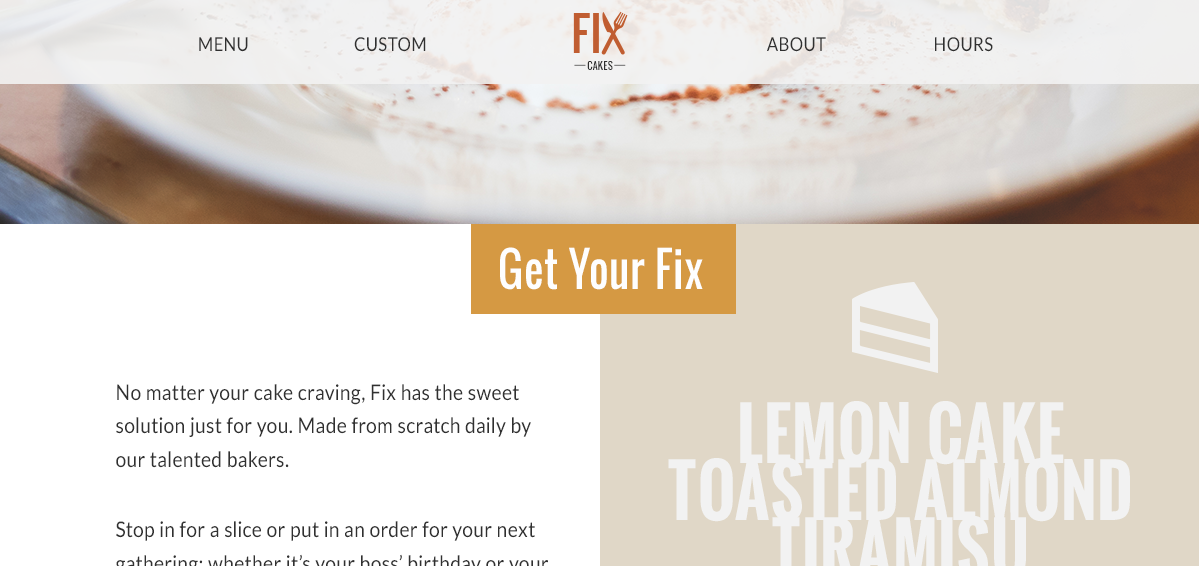 MENU
CUSTOM
FIX
CAKES
ABOUT
HOURS
Get Your Fix
No matter your cake craving, Fix has the sweet
solution just for you. Made from scratch daily by
our talented bakers.
Stop in for a slice or put in an order for your next
gathering; whether it’s your boss’ birthday or your
LEMON CAKE
TOASTED ALMOND
TIRAMISU